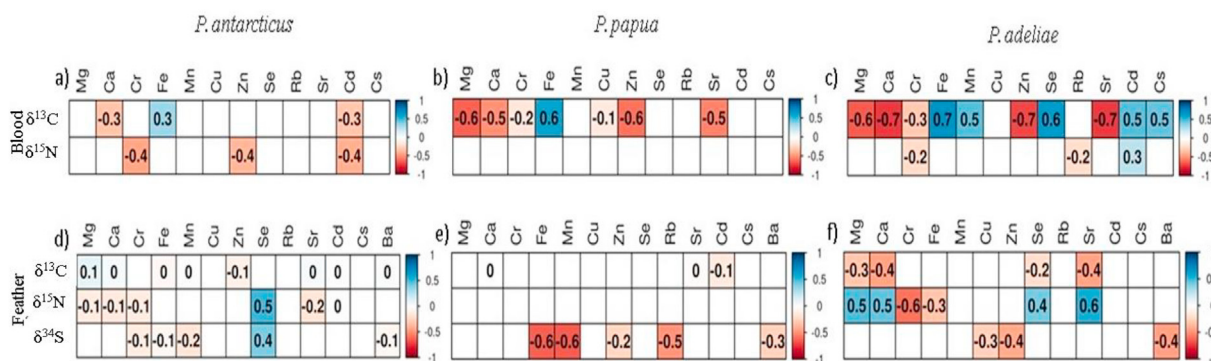 P. antarcticus P. papua P. adeliae
a) Mg Ca Cr Fe Mn Cu Zn Se Rb Sr Cd Cs
b) Mg Ca Cr Fe Mn Cu Zn Se Rb Sr Cd Cs
c) Mg Ca Cr Fe Mn Cu Zn Se Rb Sr Cd Cs
Blood
δ¹³C -0.3 0.3 -0.3
δ¹⁵N -0.4 -0.4 -0.4
1 0.5 0 -0.5 -1
-0.6 -0.5 -0.2 0.6 -0.1 -0.6 -0.5
1 0.5 0 -0.5 -1
-0.6 -0.7 -0.3 0.7 0.5 -0.7 0.6 -0.7 0.5 0.5
-0.2 -0.2 0.3
1 0.5 0 -0.5 -1
d) Mg Ca Cr Fe Mn Cu Zn Se Rb Sr Cd Cs Ba
e) Mg Ca Cr Fe Mn Cu Zn Se Rb Sr Cd Cs Ba
f) Mg Ca Cr Fe Mn Cu Zn Se Rb Sr Cd Cs Ba
Feather
δ¹³C 0.1 0 0 0 -0.1 0 0 0
δ¹⁵N -0.1 -0.1 -0.1 0.5 -0.2 0
δ³⁴S -0.1 -0.1 -0.2 0.4 -0.1
1 0.5 0 -0.5 -1
0 0 -0.1
-0.6 -0.6 -0.2 -0.5 -0.3
1 0.5 0 -0.5 -1
-0.3 -0.4 -0.2 -0.4
0.5 0.5 -0.6 -0.3 0.4 0.6
-0.3 -0.4 -0.4
1 0.5 0 -0.5 -1